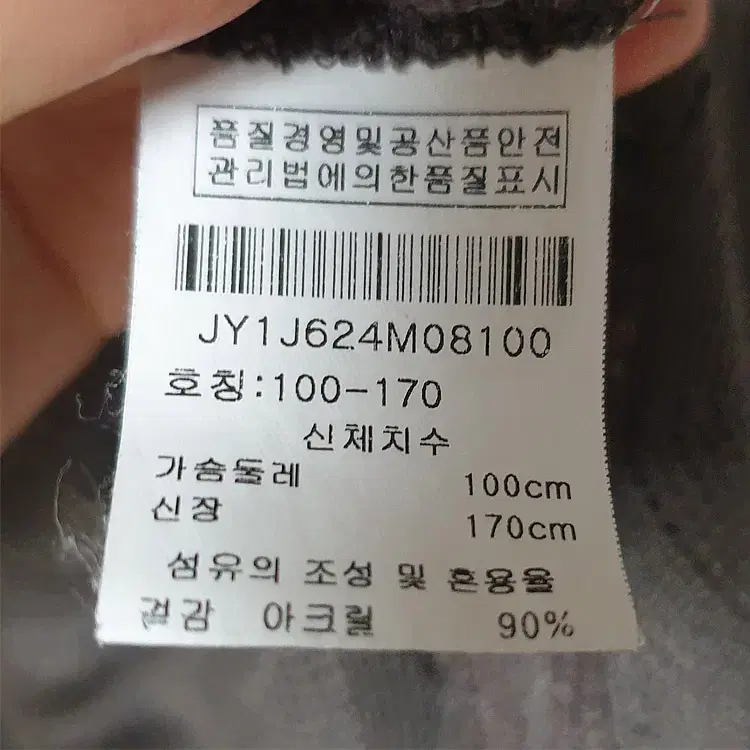 품질경영및공산품안전
관리법에의한품질표시
JY1J624M08100
호칭:100-170
신체치수
가슴둘레 100cm
신장 170cm
섬유의 조성 및 혼용율
겉감 아크릴 90%